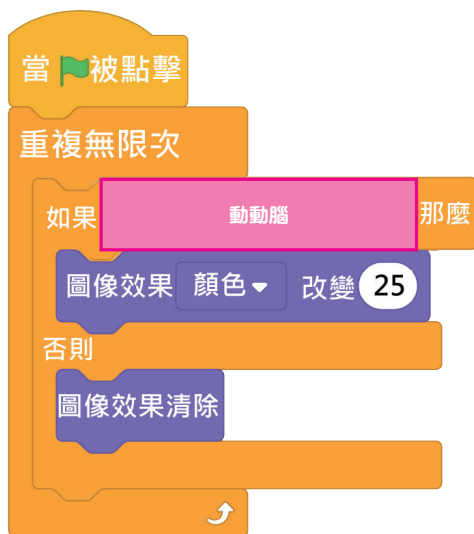 當 被點擊
重複無限次
如果 動動腦 那麼
圖像效果 顏色 改變 25
否則
圖像效果清除